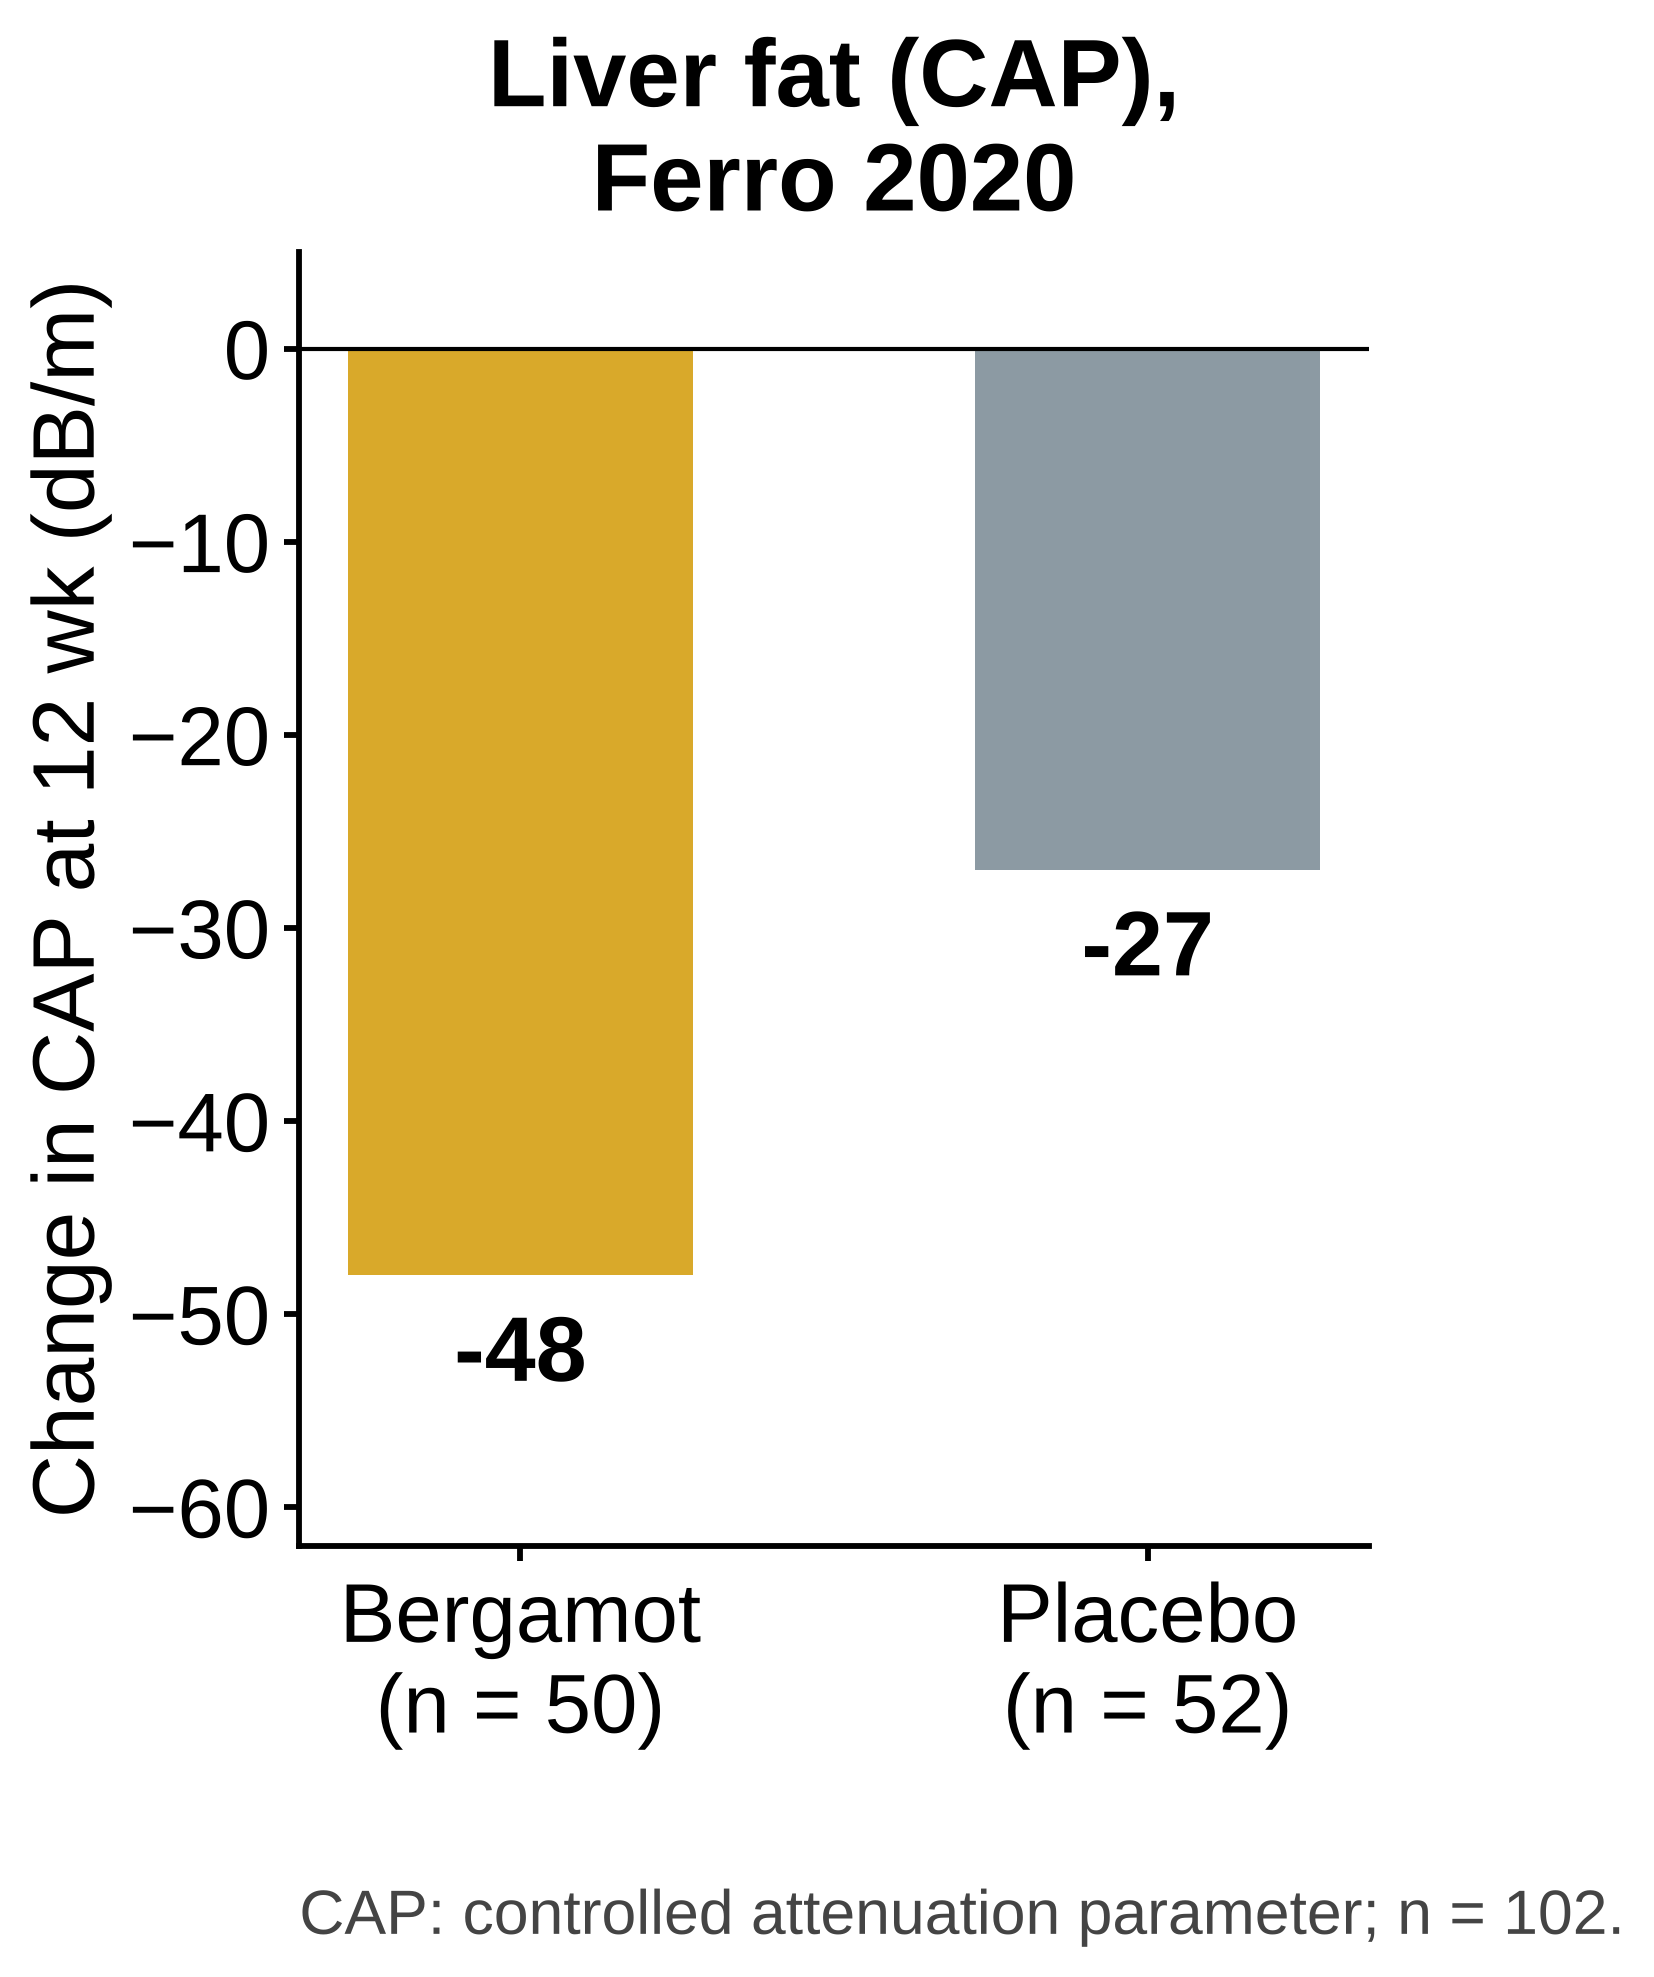 Liver fat (CAP),
Ferro 2020
Change in CAP at 12 wk (dB/m)
0
−10
−20
−30
−40
−50
−60
-48
-27
Bergamot
(n = 50)
Placebo
(n = 52)
CAP: controlled attenuation parameter; n = 102.